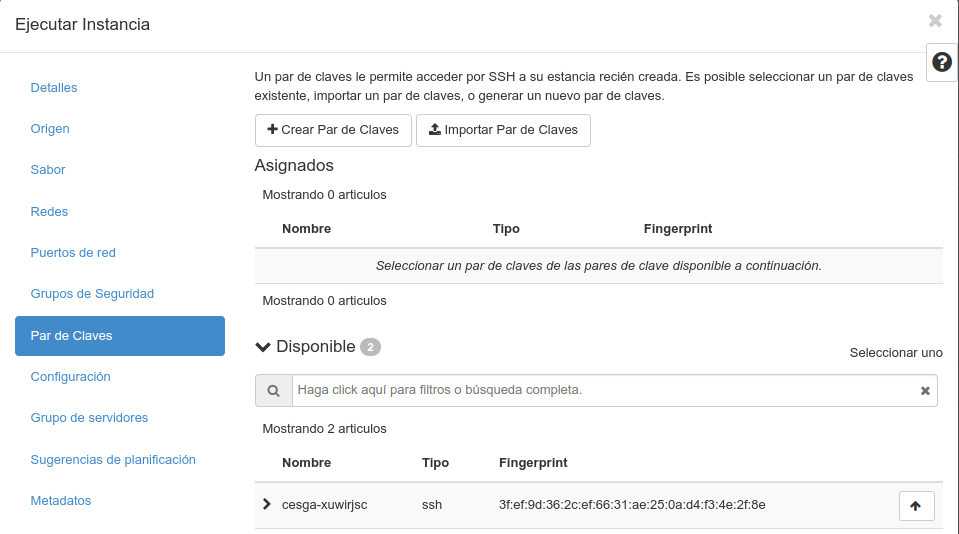 Ejecutar Instancia
Detalles
Origen
Sabor
Redes
Puertos de red
Grupos de Seguridad
Par de Claves
Configuración
Grupo de servidores
Sugerencias de planificación
Metadatos
Un par de claves le permite acceder por SSH a su estancia recién creada. Es posible seleccionar un par de claves
existente, importar un par de claves, o generar un nuevo par de claves.
Crear Par de Claves Importar Par de Claves
Asignados
Mostrando 0 articulos
Nombre Tipo Fingerprint
Seleccionar un par de claves de las pares de clave disponible a continuación.
Mostrando 0 articulos
Disponible 2
Seleccionar uno
Haga click aquí para filtros o búsqueda completa.
Mostrando 2 articulos
Nombre Tipo Fingerprint
cesga-xuwirjsc ssh 3f:ef:9d:36:2c:ef:66:31:ae:25:0a:d4:f3:4e:2f:8e